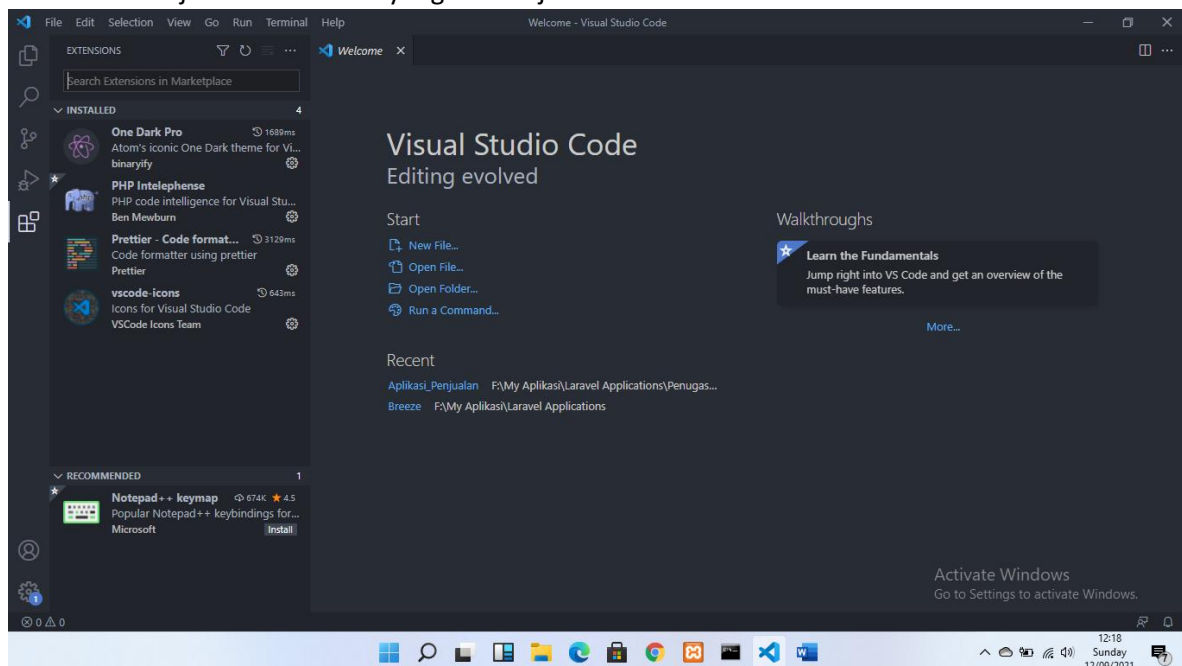 File Edit Selection View Go Run Terminal Help
Welcome - Visual Studio Code
EXTENSIONS
Welcome
Search Extensions in Marketplace
INSTALLED 4
One Dark Pro 1689ms
Atom's iconic One Dark theme for Vi...
binaryify
PHP Intelephense
PHP code intelligence for Visual Stu...
Ben Mewburn
Prettier - Code format... 3129ms
Code formatter using prettier
Prettier
vscode-icons 643ms
Icons for Visual Studio Code
VSCode Icons Team
RECOMMENDED 1
Notepad++ keymap 674K 4.5
Popular Notepad++ keybindings for...
Microsoft Install
Visual Studio Code
Editing evolved
Start
New File...
Open File...
Open Folder...
Run a Command...
Recent
Aplikasi_Penjualan F:\My Aplikasi\Laravel Applications\Penugas...
Breeze F:\My Aplikasi\Laravel Applications
Walkthroughs
Learn the Fundamentals
Jump right into VS Code and get an overview of the
must-have features.
More...
Activate Windows
Go to Settings to activate Windows.
1
0 0
12:18
Sunday
12/09/2021
7